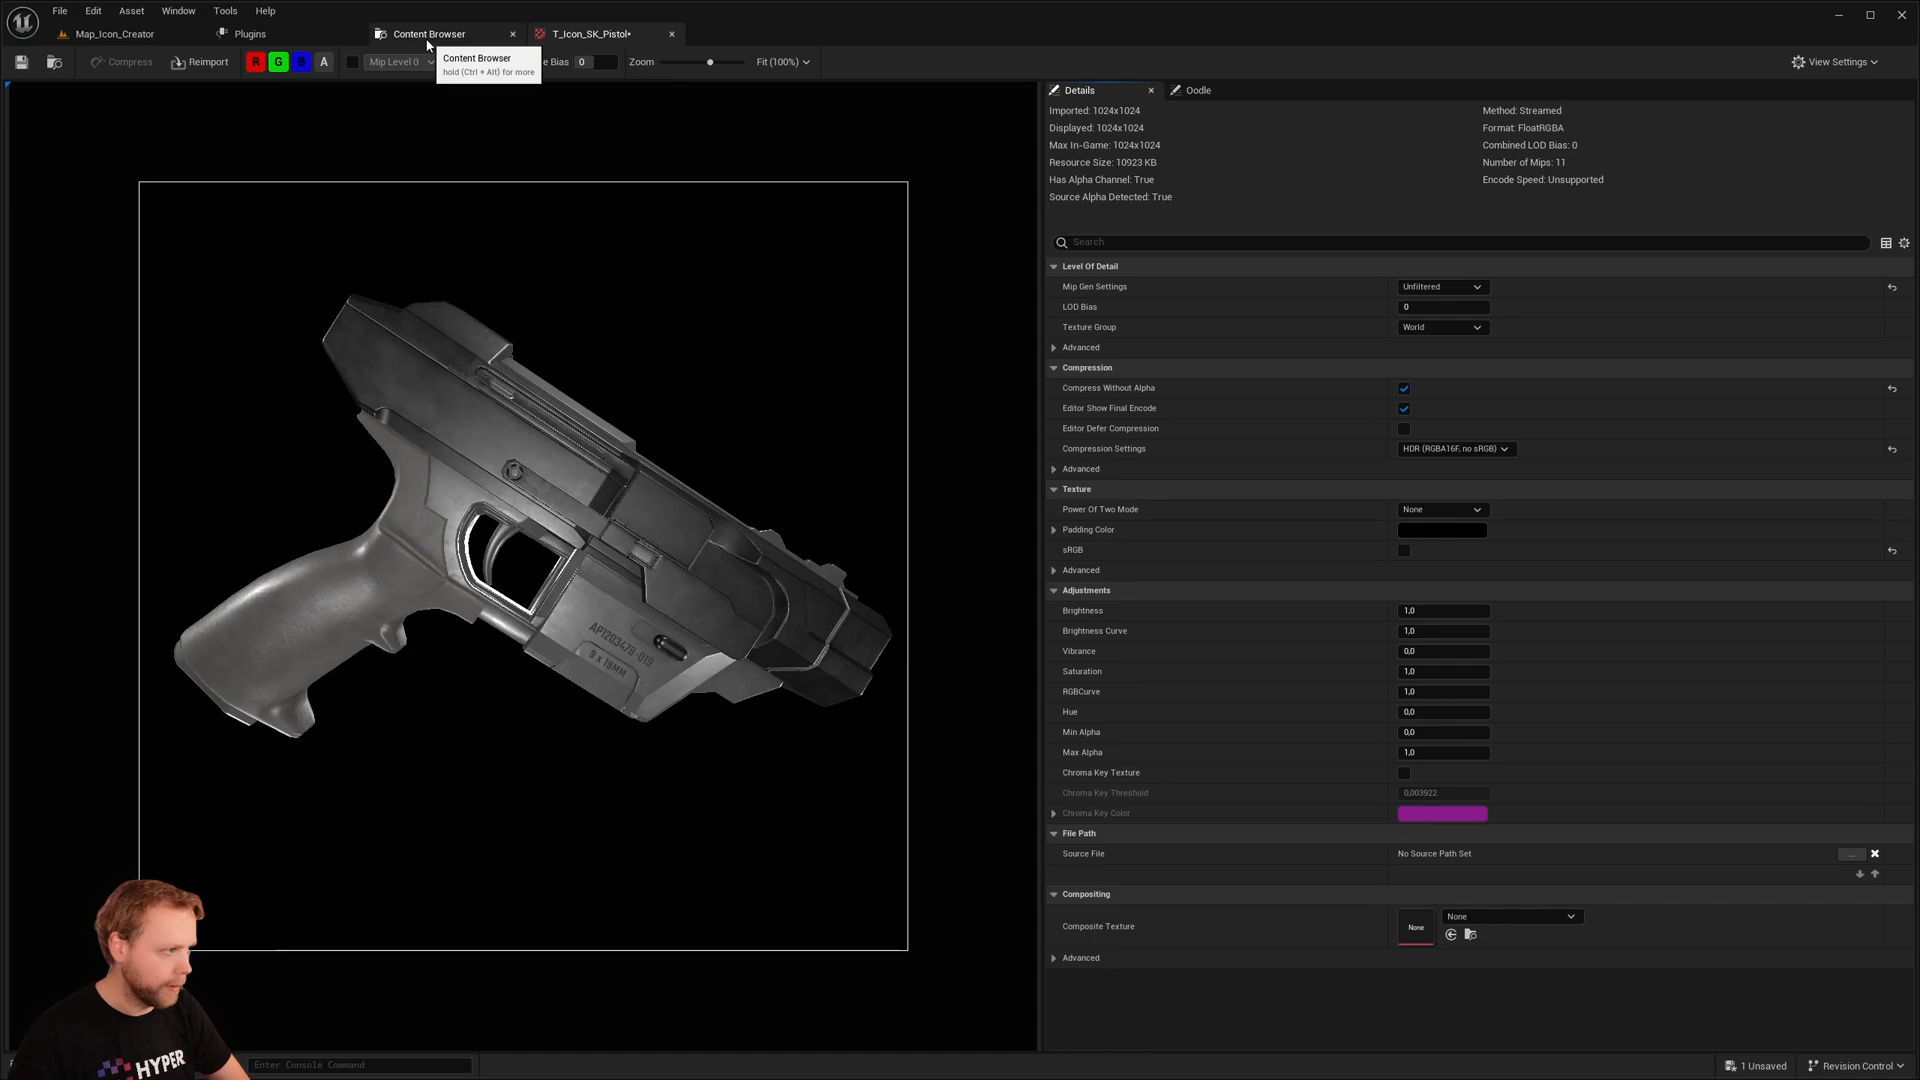 File Edit Asset Window Tools Help
Map_Icon_Creator Plugins Content Browser T_Icon_SK_Pistol*
Compress Reimport R G B A Mip Level 0 e Bias 0 Zoom Fit (100%) View Settings
Content Browser
hold (Ctrl + Alt) for more
Details Oodle
Imported: 1024x1024 Method: Streamed
Displayed: 1024x1024 Format: FloatRGBA
Max In-Game: 1024x1024 Combined LOD Bias: 0
Resource Size: 10923 KB Number of Mips: 11
Has Alpha Channel: True Encode Speed: Unsupported
Source Alpha Detected: True
Search
Level Of Detail
Mip Gen Settings Unfiltered
LOD Bias 0
Texture Group World
Advanced
Compression
Compress Without Alpha
Editor Show Final Encode
Editor Defer Compression
Compression Settings HDR (RGBA16F, no sRGB)
Advanced
Texture
Power Of Two Mode None
Padding Color
sRGB
Advanced
Adjustments
Brightness 1,0
Brightness Curve 1,0
Vibrance 0,0
Saturation 1,0
RGBCurve 1,0
Hue 0,0
Min Alpha 0,0
Max Alpha 1,0
Chroma Key Texture
Chroma Key Threshold 0,003922
Chroma Key Color
File Path
Source File No Source Path Set ...
Compositing
Composite Texture None None
Advanced
AP1203478-019
9 x 19MM
HYPER
Enter Console Command
1 Unsaved Revision Control